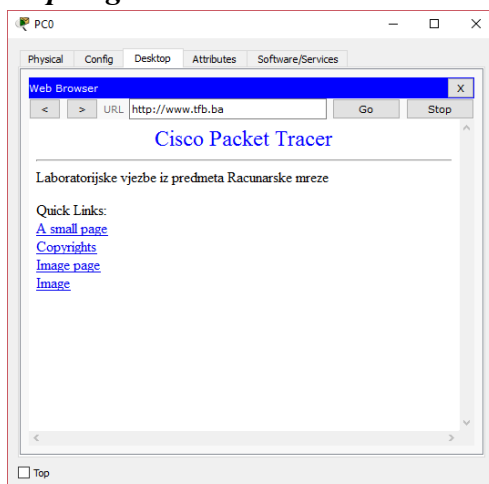 PC0
Physical Config Desktop Attributes Software/Services
Web Browser X
< > URL http://www.tfb.ba Go Stop
Cisco Packet Tracer
Laboratorijske vjezbe iz predmeta Racunarske mreze
Quick Links:
A small page
Copyrights
Image page
Image
Top